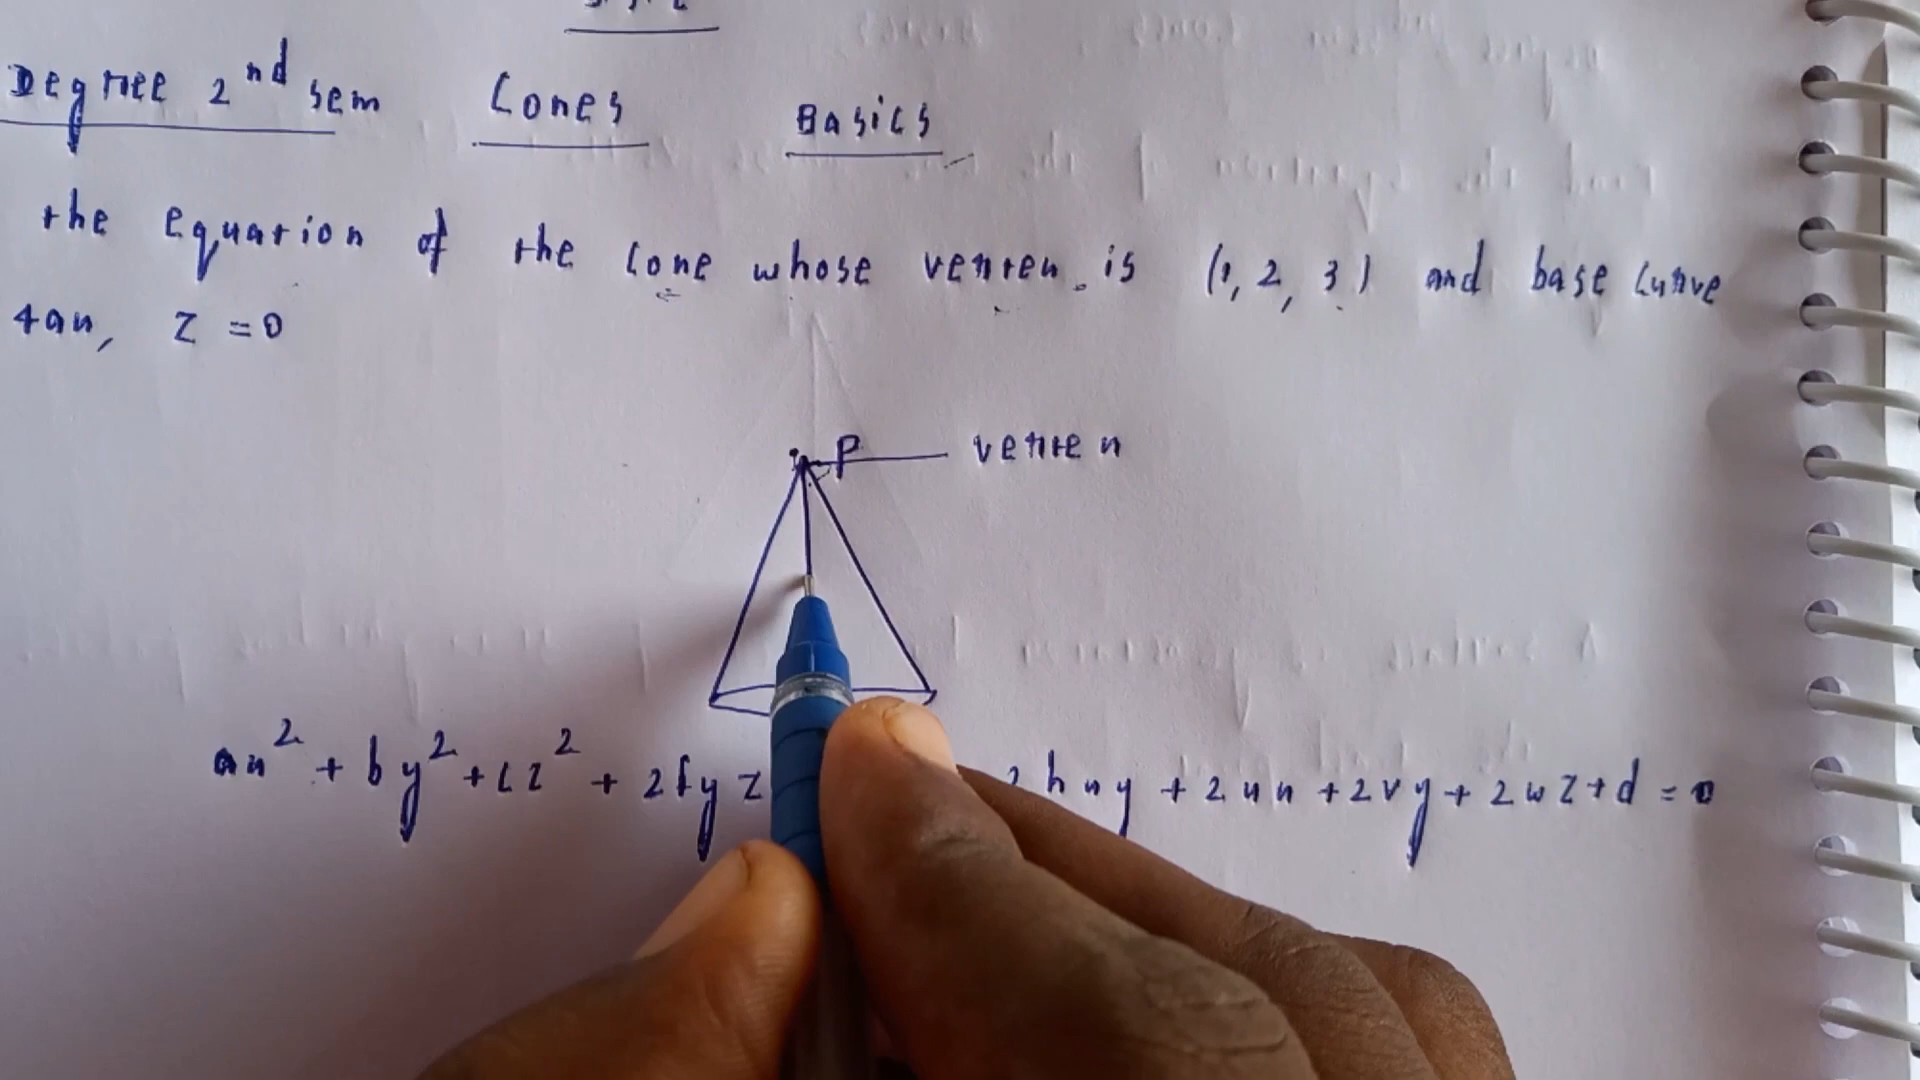 Degree 2nd sem Cones Basics
the equation of the cone whose vertex is (1, 2, 3) and base curve
4ax, z = 0
P vertex
ax² + by² + cz² + 2fyz 2hxy + 2ux + 2vy + 2wz + d = 0